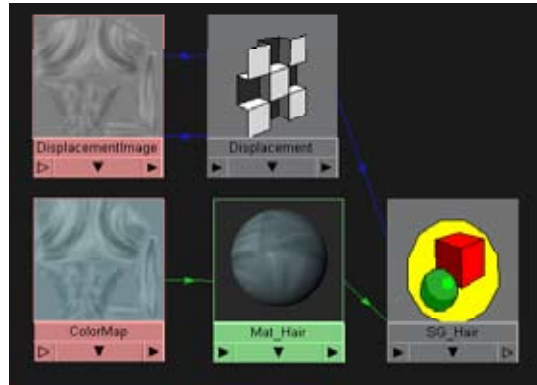 DisplacementImage
Displacement
ColorMap
Mat_Hair
SG_Hair